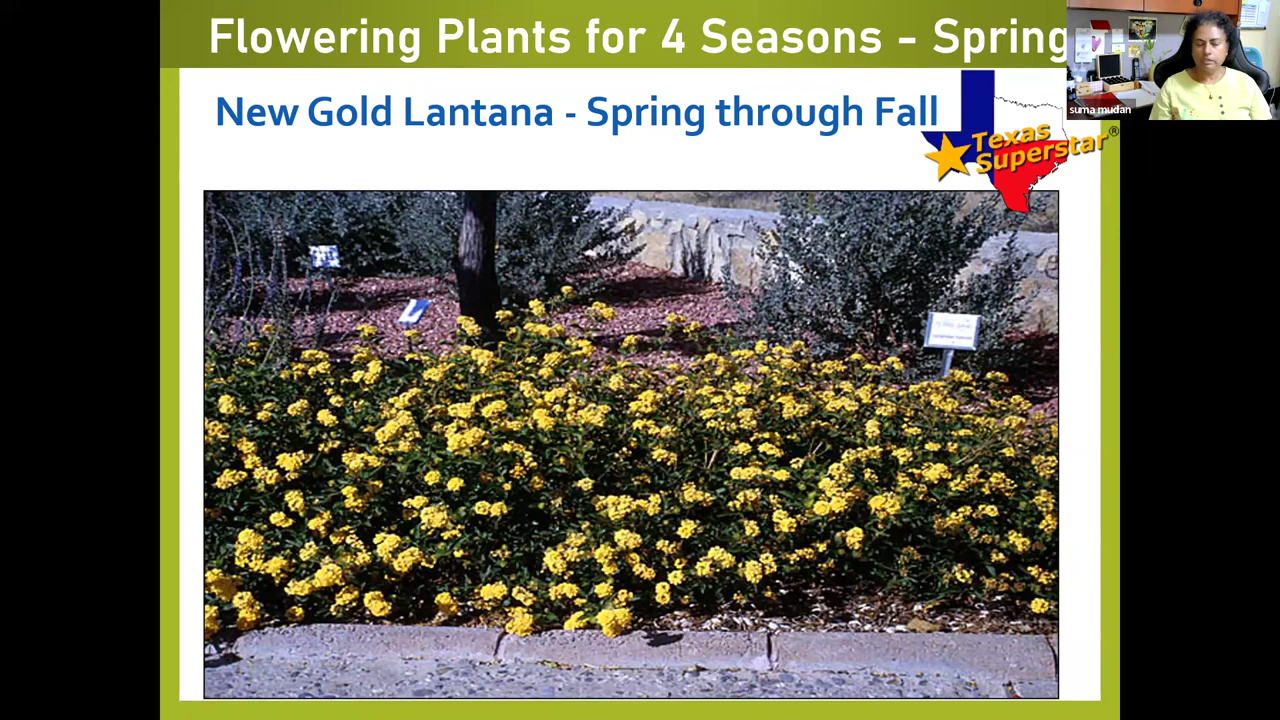 Flowering Plants for 4 Seasons - Spring
New Gold Lantana - Spring through Fall
Texas
Superstar®
suma mudan